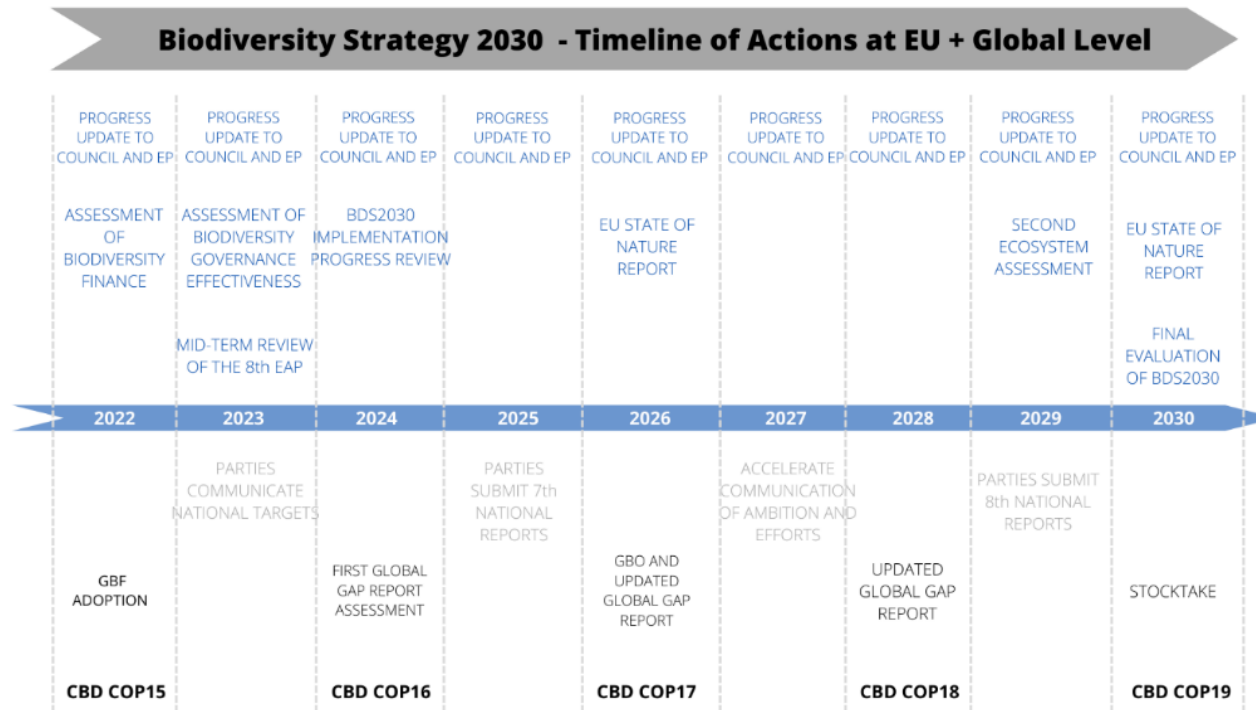 Biodiversity Strategy 2030 - Timeline of Actions at EU + Global Level
PROGRESS
UPDATE TO
COUNCIL AND EP
PROGRESS
UPDATE TO
COUNCIL AND EP
PROGRESS
UPDATE TO
COUNCIL AND EP
PROGRESS
UPDATE TO
COUNCIL AND EP
PROGRESS
UPDATE TO
COUNCIL AND EP
PROGRESS
UPDATE TO
COUNCIL AND EP
PROGRESS
UPDATE TO
COUNCIL AND EP
PROGRESS
UPDATE TO
COUNCIL AND EP
PROGRESS
UPDATE TO
COUNCIL AND EP
ASSESSMENT
OF
BIODIVERSITY
FINANCE
ASSESSMENT OF
BIODIVERSITY
GOVERNANCE
EFFECTIVENESS
BDS2030
IMPLEMENTATION
PROGRESS REVIEW
EU STATE OF
NATURE
REPORT
SECOND
ECOSYSTEM
ASSESSMENT
EU STATE OF
NATURE
REPORT
MID-TERM REVIEW
OF THE 8th EAP
FINAL
EVALUATION
OF BDS2030
2022
2023
2024
2025
2026
2027
2028
2029
2030
PARTIES
COMMUNICATE
NATIONAL TARGETS
PARTIES
SUBMIT 7th
NATIONAL
REPORTS
ACCELERATE
COMMUNICATION
OF AMBITION AND
EFFORTS
PARTIES SUBMIT
8th NATIONAL
REPORTS
GBF
ADOPTION
FIRST GLOBAL
GAP REPORT
ASSESSMENT
GBO AND
UPDATED
GLOBAL GAP
REPORT
UPDATED
GLOBAL GAP
REPORT
STOCKTAKE
CBD COP15
CBD COP16
CBD COP17
CBD COP18
CBD COP19